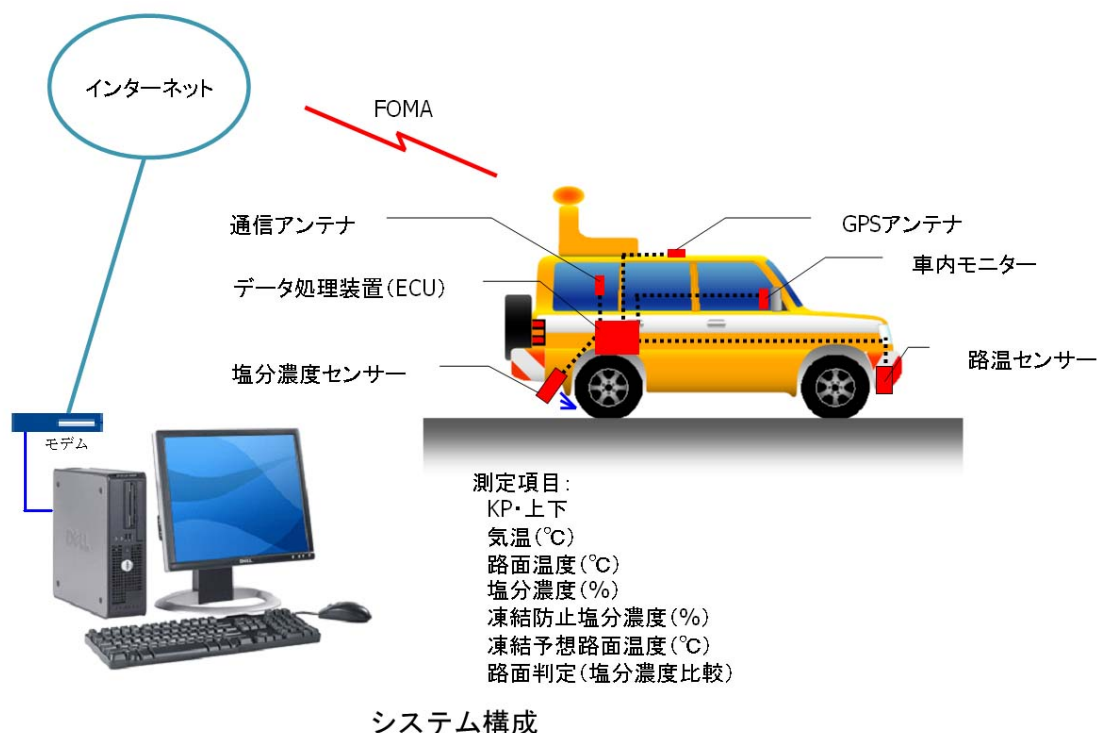 インターネット
FOMA
通信アンテナ
GPSアンテナ
データ処理装置(ECU)
車内モニター
塩分濃度センサー
路温センサー
モデム
DELL
測定項目:
KP・上下
気温(℃)
路面温度(℃)
塩分濃度(%)
凍結防止塩分濃度(%)
凍結予想路面温度(℃)
路面判定(塩分濃度比較)
システム構成